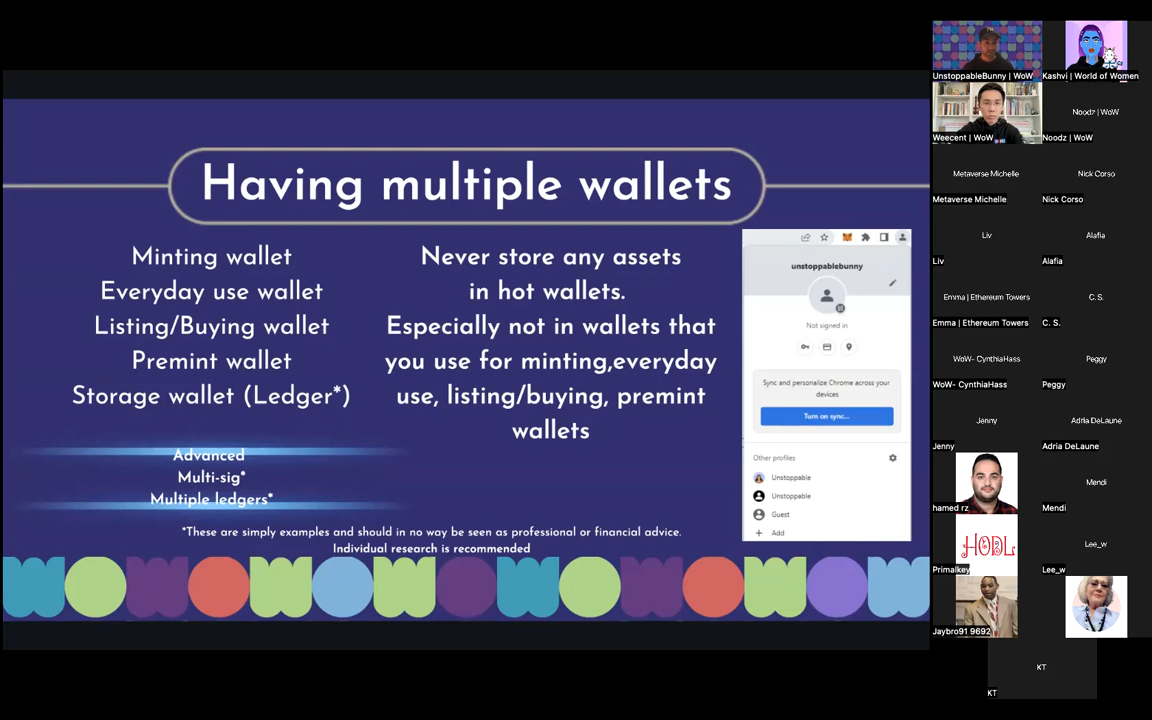 Having multiple wallets
Minting wallet
Everyday use wallet
Listing/Buying wallet
Premint wallet
Storage wallet (Ledger*)
Advanced
Multi-sig*
Multiple ledgers*
Never store any assets
in hot wallets.
Especially not in wallets that
you use for minting,everyday
use, listing/buying, premint
wallets
*These are simply examples and should in no way be seen as professional or financial advice.
Individual research is recommended
unstoppablebunny
Not signed in
Sync and personalize Chrome across your
devices
Turn on sync...
Other profiles
Unstoppable
Unstoppable
Guest
Add
UnstoppableBunny | WoW
Kashvi | World of Women
Weecent | WoW
Noodz | WoW
Noodz | WoW
Metaverse Michelle
Metaverse Michelle
Nick Corso
Nick Corso
Liv
Liv
Alafia
Alafia
Emma | Ethereum Towers
Emma | Ethereum Towers
C. S.
C. S.
WoW- CynthiaHass
WoW- CynthiaHass
Peggy
Peggy
Jenny
Jenny
Adria DeLaune
Adria DeLaune
hamed rz
Mendi
Mendi
HODL
Primalkey
Lee_w
Lee_w
Jaybro91 9692
KT
KT